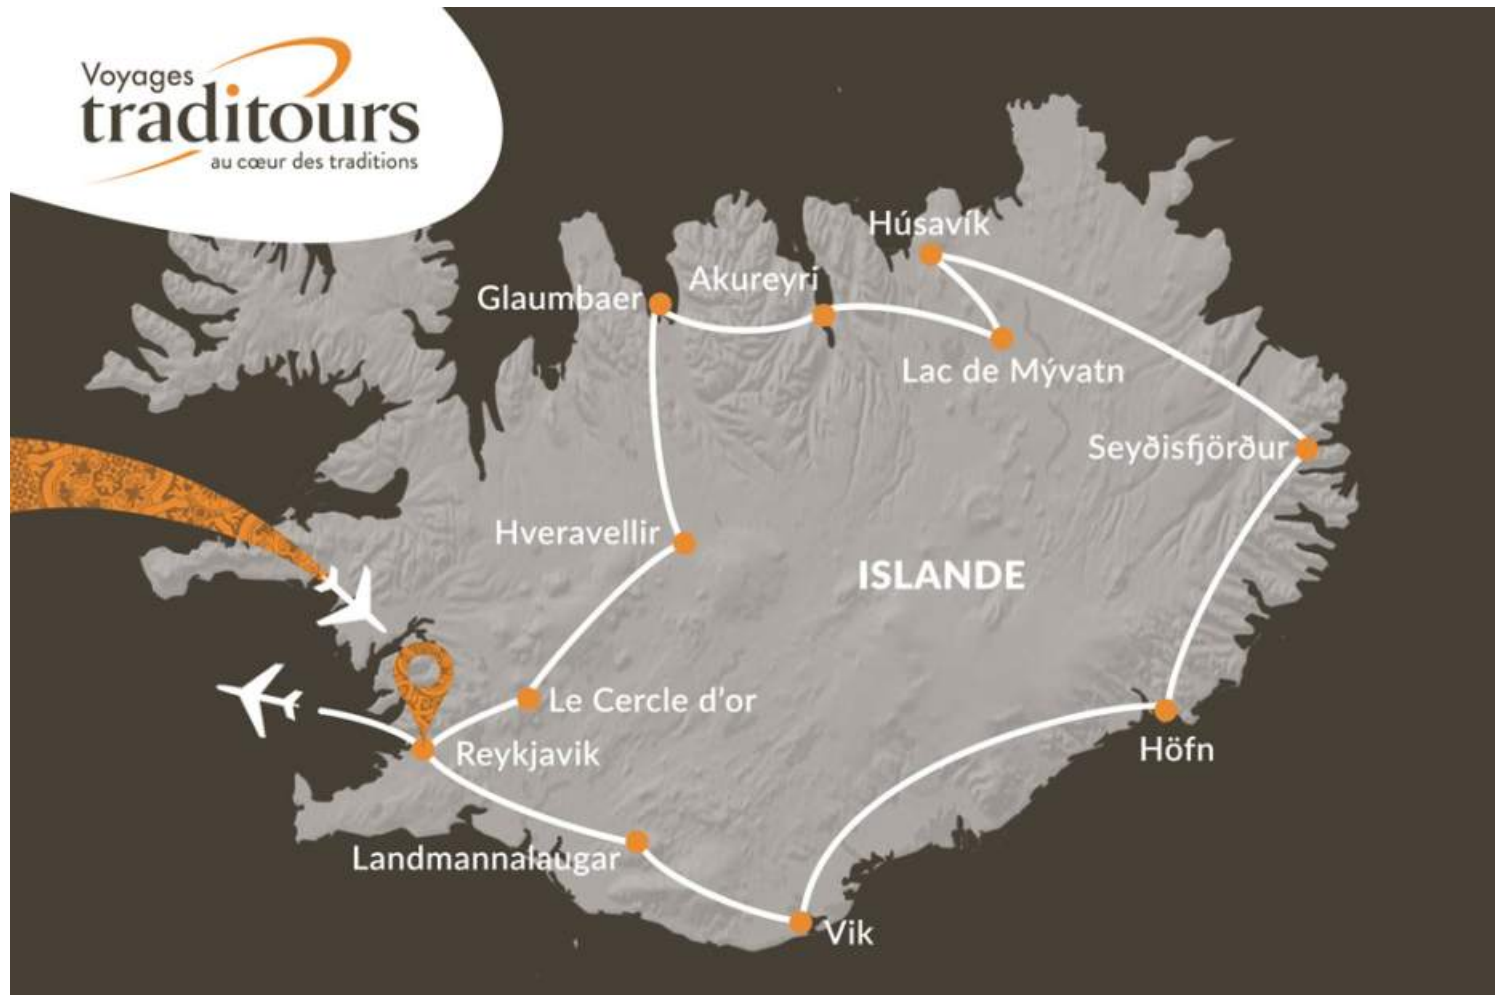 Voyages
traditours
au cœur des traditions
Húsavík
Akureyri
Glaumbaer
Lac de Mývatn
Seyðisfjörður
Hveravellir
ISLANDE
Le Cercle d'or
Reykjavik
Höfn
Landmannalaugar
Vik